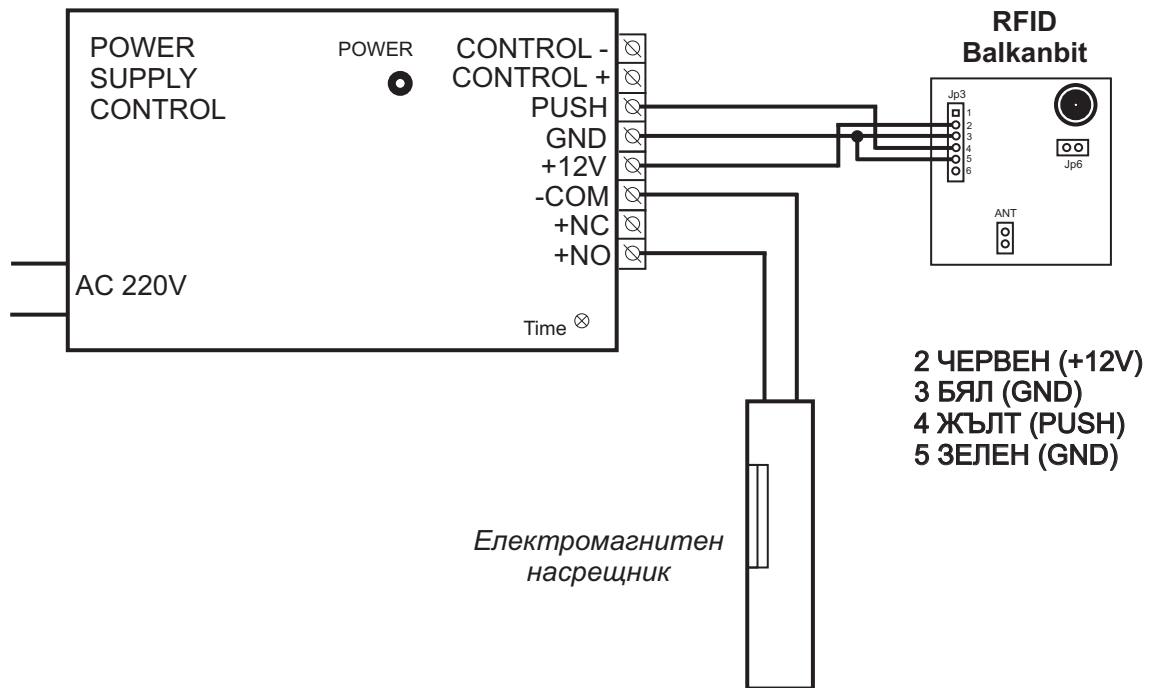 POWER
SUPPLY
CONTROL
POWER
CONTROL -
CONTROL +
PUSH
GND
+12V
-COM
+NC
+NO
AC 220V
Time
RFID
Balkanbit
Jp3
1
2
3
4
5
6
Jp6
ANT
2 ЧЕРВЕН (+12V)
3 БЯЛ (GND)
4 ЖЪЛТ (PUSH)
5 ЗЕЛЕН (GND)
Електромагнитен
насрещник